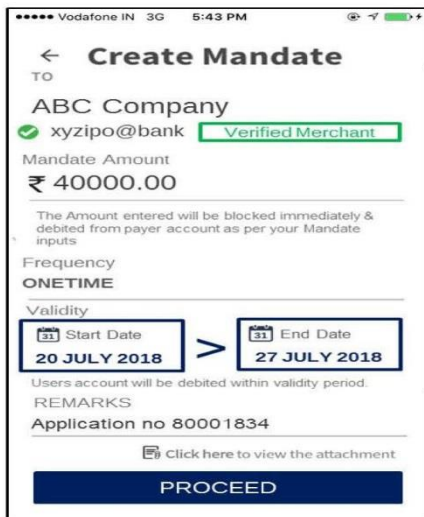 Vodafone IN 3G 5:43 PM
Create Mandate
TO
ABC Company
xyzipo@bank Verified Merchant
Mandate Amount
₹ 40000.00
The Amount entered will be blocked immediately &
debited from payer account as per your Mandate
inputs
Frequency
ONETIME
Validity
31 Start Date > 31 End Date
20 JULY 2018 27 JULY 2018
Users account will be debited within validity period.
REMARKS
Application no 80001834
Click here to view the attachment
PROCEED